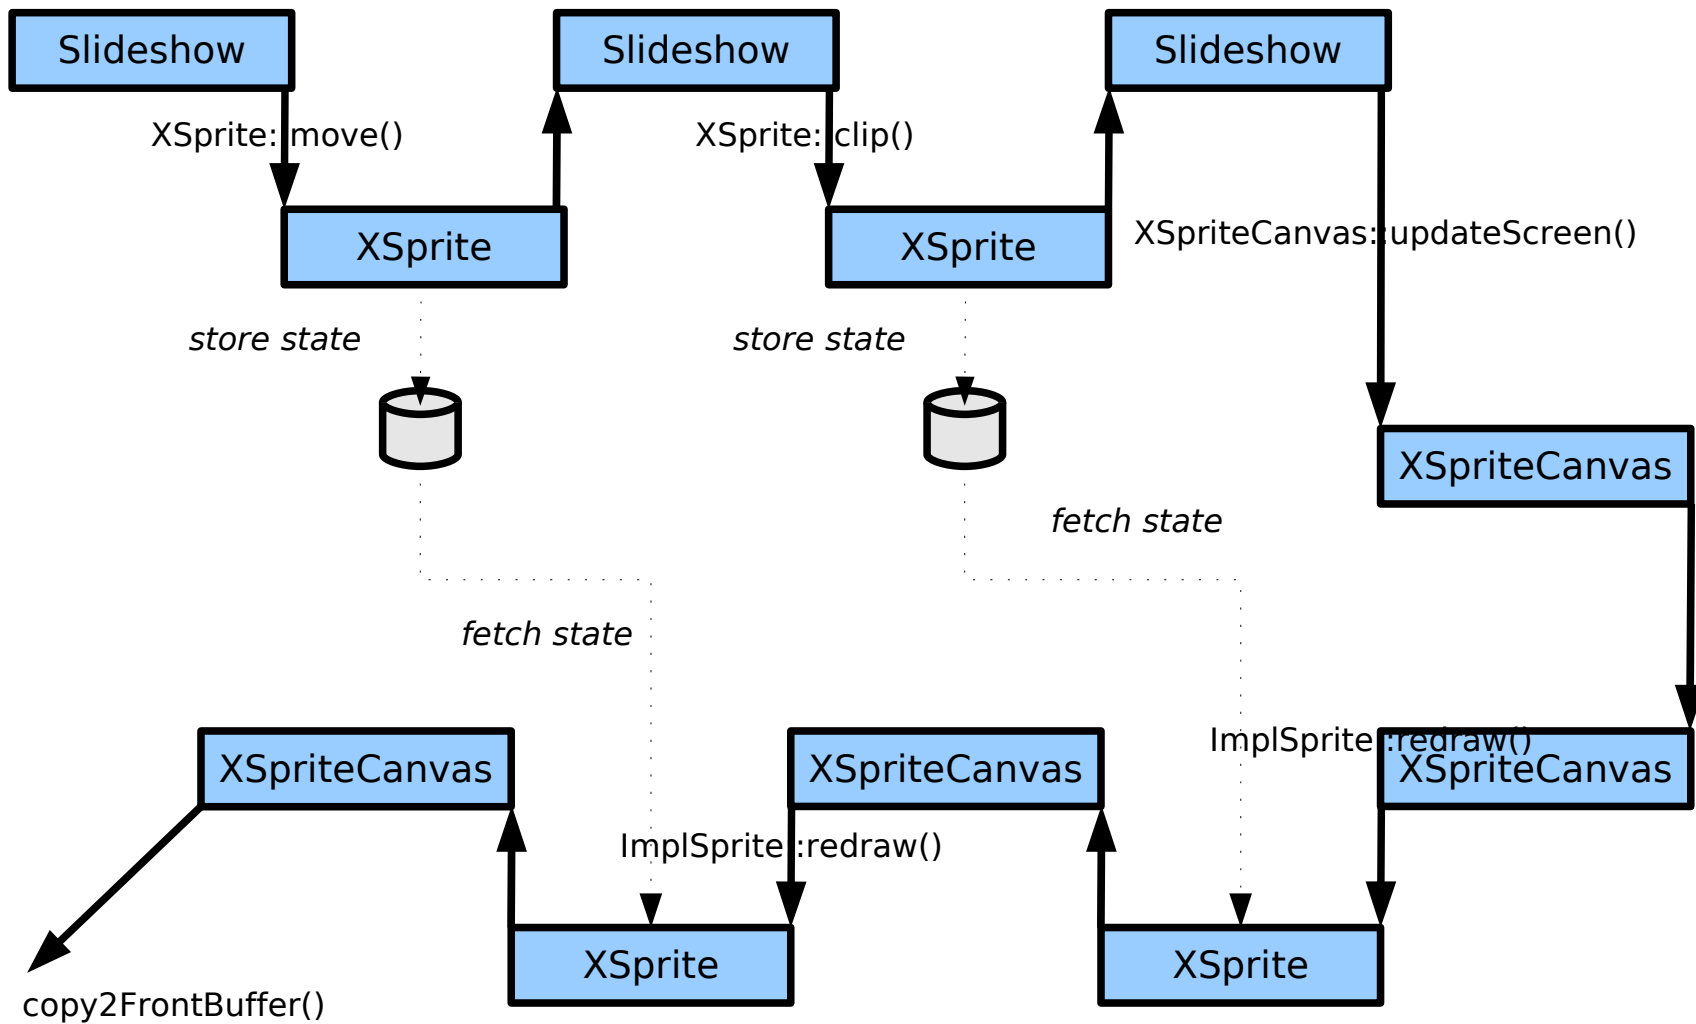 Slideshow
Slideshow
Slideshow
XSprite::move()
XSprite::clip()
XSprite
XSprite
XSpriteCanvas::updateScreen()
store state
store state
XSpriteCanvas
fetch state
fetch state
ImplSprite::redraw()
XSpriteCanvas
XSpriteCanvas
XSpriteCanvas
ImplSprite::redraw()
XSprite
XSprite
copy2FrontBuffer()